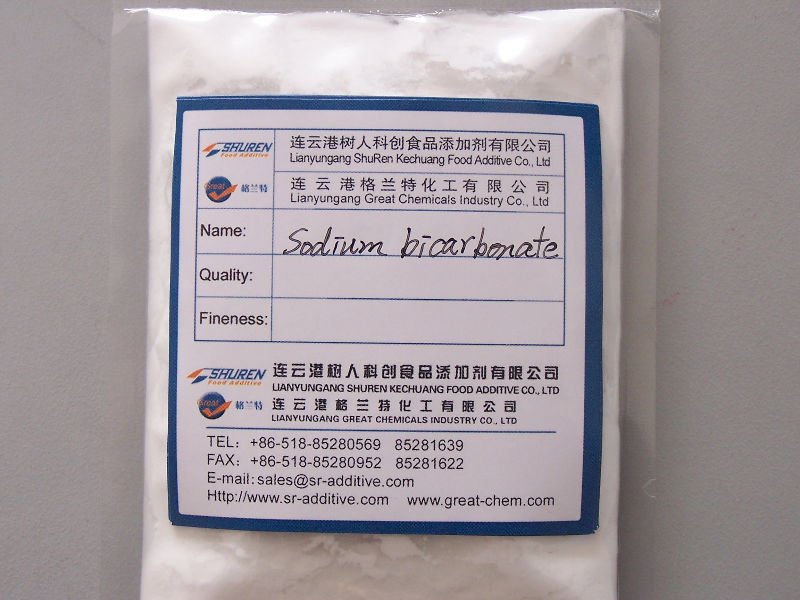 SHUREN
Food Additive
连云港树人科创食品添加剂有限公司
Lianyungang ShuRen Kechuang Food Additive Co., Ltd
Great 格兰特
连云港格兰特化工有限公司
Lianyungang Great Chemicals Industry Co., Ltd
Name: Sodium bicarbonate
Quality:
Fineness:
SHUREN
Food Additive
连云港树人科创食品添加剂有限公司
LIANYUNGANG SHUREN KECHUANG FOOD ADDITIVE CO., LTD
Great 格兰特
连云港格兰特化工有限公司
LIANYUNGANG GREAT CHEMICALS INDUSTRY CO., LTD
TEL: +86-518-85280569 85281639
FAX: +86-518-85280952 85281622
E-mail: sales@sr-additive.com
Http://www.sr-additive.com www.great-chem.com